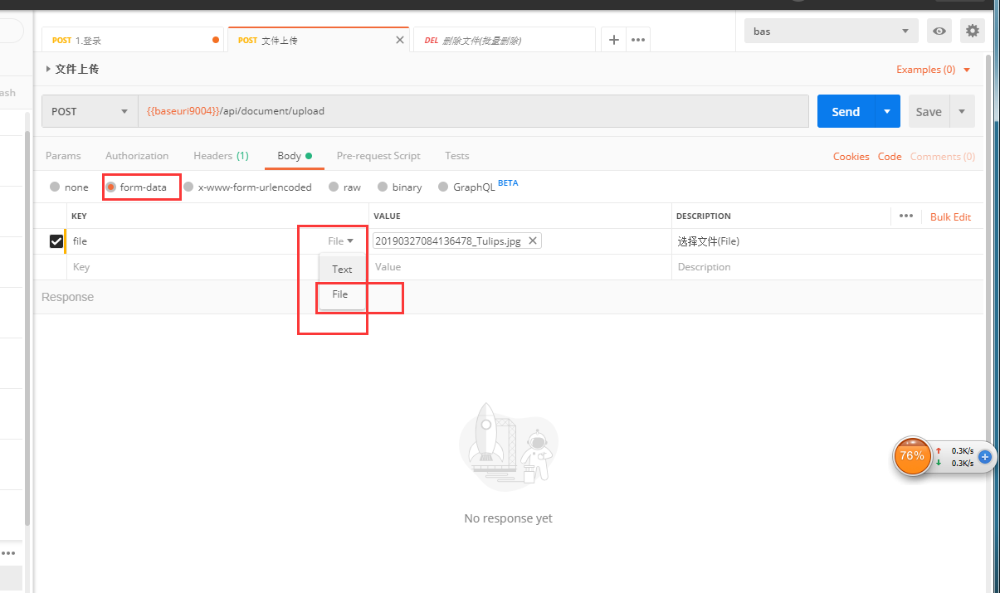 POST 1.登录
POST 文件上传
DEL 删除文件(批量删除)
bas
文件上传
Examples (0)
ash
POST
{{baseuri9004}}/api/document/upload
Send
Save
Params Authorization Headers (1) Body Pre-request Script Tests
Cookies Code Comments (0)
none form-data x-www-form-urlencoded raw binary GraphQL BETA
KEY VALUE DESCRIPTION
Bulk Edit
file File 20190327084136478_Tulips.jpg 选择文件(File)
Key Value Description
Text
File
Response
76% 0.3K/s
0.3K/s
No response yet